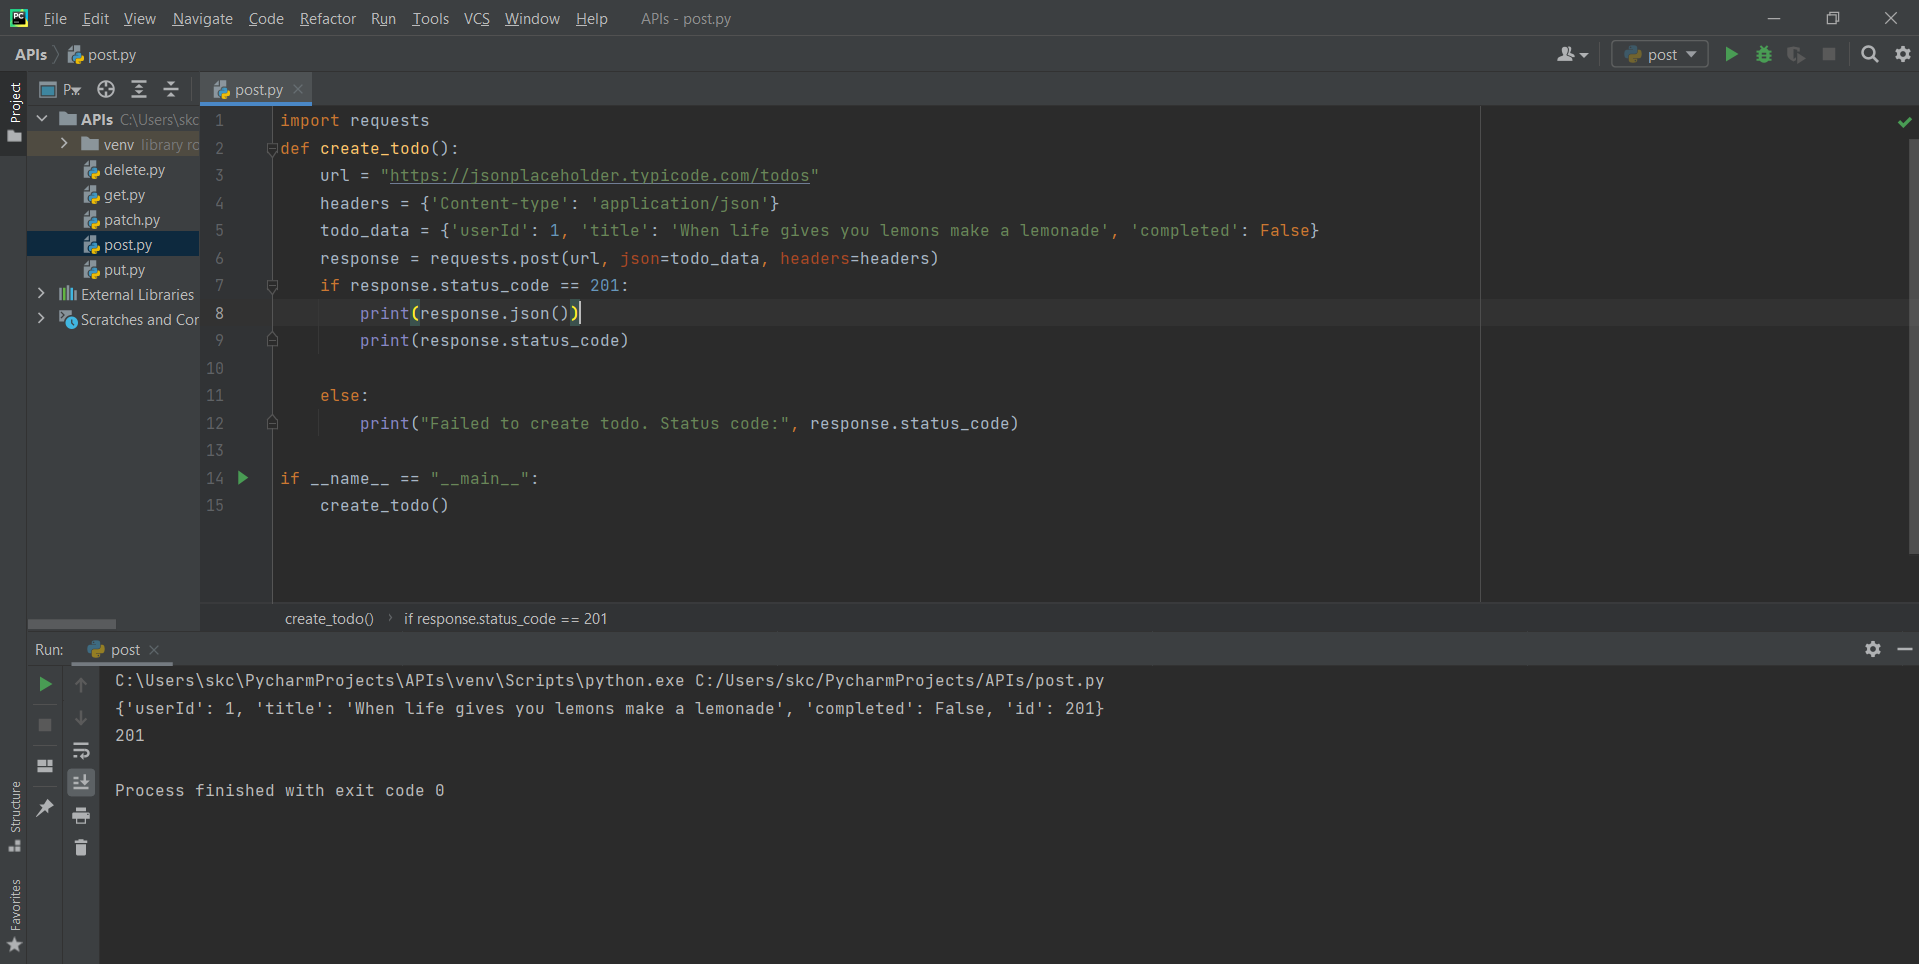 PC File Edit View Navigate Code Refactor Run Tools VCS Window Help APIs - post.py
APIs post.py post
Project P post.py
APIs C:\Users\skc
venv library ro
delete.py
get.py
patch.py
post.py
put.py
External Libraries
Scratches and Cor
1 import requests
2 def create_todo():
3 url = "https://jsonplaceholder.typicode.com/todos"
4 headers = {'Content-type': 'application/json'}
5 todo_data = {'userId': 1, 'title': 'When life gives you lemons make a lemonade', 'completed': False}
6 response = requests.post(url, json=todo_data, headers=headers)
7 if response.status_code == 201:
8 print(response.json())
9 print(response.status_code)
10
11 else:
12 print("Failed to create todo. Status code:", response.status_code)
13
14 if __name__ == "__main__":
15 create_todo()
create_todo() if response.status_code == 201
Run: post
C:\Users\skc\PycharmProjects\APIs\venv\Scripts\python.exe C:/Users/skc/PycharmProjects/APIs/post.py
{'userId': 1, 'title': 'When life gives you lemons make a lemonade', 'completed': False, 'id': 201}
201
Process finished with exit code 0
Structure
Favorites